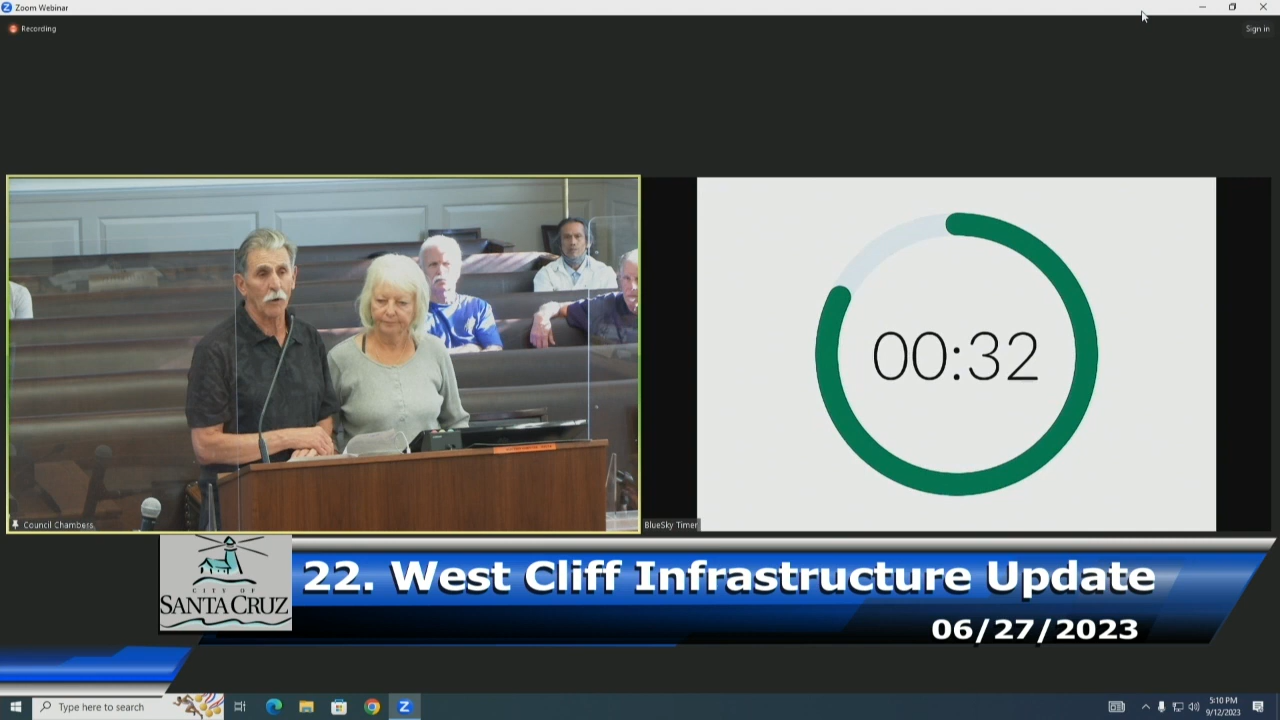 Zoom Webinar
Recording
Sign in
00:32
Council Chambers
BlueSky Timer
CITY OF
SANTA CRUZ
22. West Cliff Infrastructure Update
06/27/2023
Type here to search
5:10 PM
9/12/2023